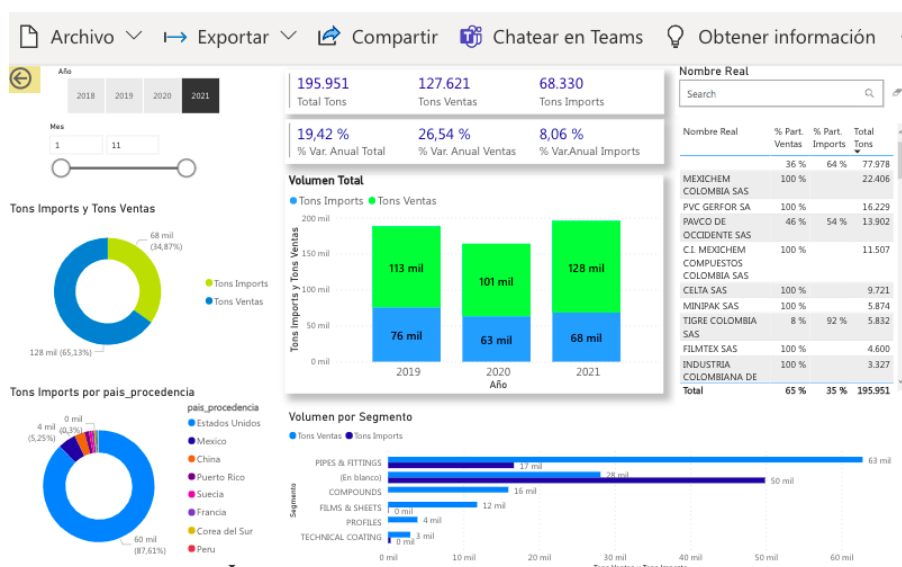 Archivo Exportar Compartir Chatear en Teams Obtener información
Año
2018 2019 2020 2021
Mes
1 11
195.951 127.621 68.330
Total Tons Tons Ventas Tons Imports
19,42 % 26,54 % 8,06 %
% Var. Anual Total % Var. Anual Ventas % Var.Anual Imports
Nombre Real
Search
Nombre Real % Part. Ventas % Part. Imports Total Tons
36 % 64 % 77.978
MEXICHEM COLOMBIA SAS 100 % 22.406
PVC GERFOR SA 100 % 16.229
PAVCO DE OCCIDENTE SAS 46 % 54 % 13.902
C.I. MEXICHEM COMPUESTOS COLOMBIA SAS 100 % 11.507
CELTA SAS 100 % 9.721
MINIPAK SAS 100 % 5.874
TIGRE COLOMBIA SAS 8 % 92 % 5.832
FILMTEX SAS 100 % 4.600
INDUSTRIA COLOMBIANA DE 100 % 3.327
Total 65 % 35 % 195.951
Tons Imports y Tons Ventas
68 mil
(34,87%)
128 mil (65,13%)
Tons Imports
Tons Ventas
Volumen Total
Tons Imports Tons Ventas
Tons Imports y Tons Ventas
200 mil
150 mil
100 mil
50 mil
0 mil
113 mil 101 mil 128 mil
76 mil 63 mil 68 mil
2019 2020 2021
Año
Tons Imports por pais_procedencia
4 mil
(5,25%)
0 mil
(0,3%)
60 mil
(87,61%)
pais_procedencia
Estados Unidos
Mexico
China
Puerto Rico
Suecia
Francia
Corea del Sur
Peru
Volumen por Segmento
Tons Ventas Tons Imports
Segmento
PIPES & FITTINGS 63 mil
17 mil
(En blanco) 28 mil
50 mil
COMPOUNDS 16 mil
FILMS & SHEETS 12 mil
0 mil
PROFILES 4 mil
TECHNICAL COATING 3 mil
0 mil
0 mil 10 mil 20 mil 30 mil 40 mil 50 mil 60 mil
Tons Ventas y Tons Imports